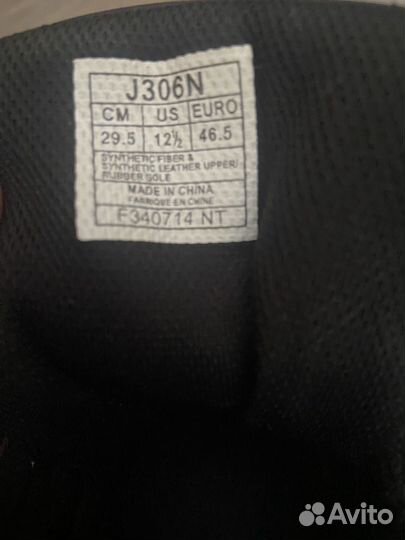 J306N
CM US EURO
29.5 12½ 46.5
SYNTHETIC FIBER &
SYNTHETIC LEATHER UPPER/
RUBBER SOLE
MADE IN CHINA
FABRIQUE EN CHINE
F340714 NT
Avito